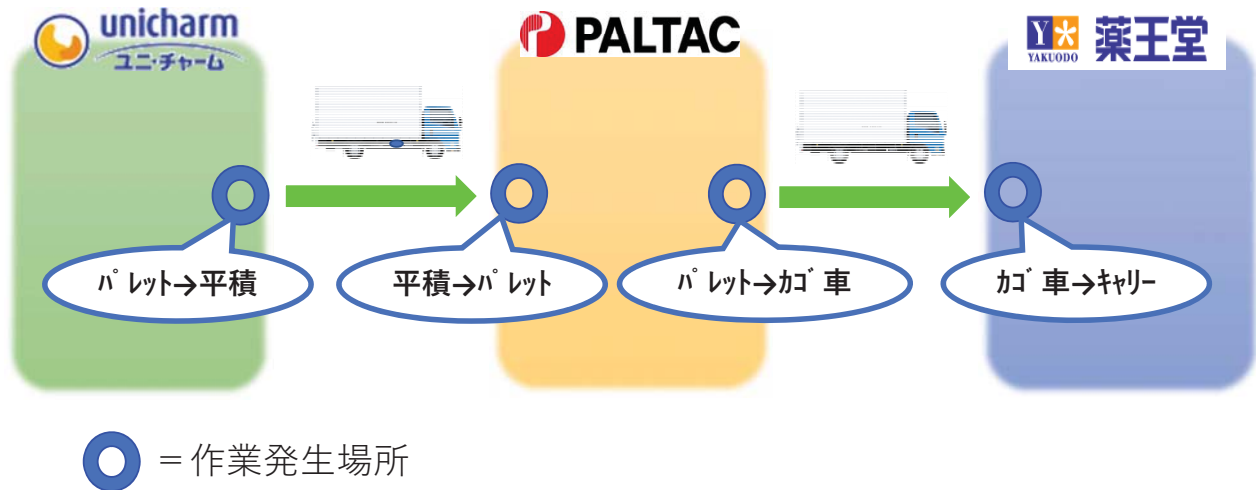 unicharm
ユニ・チャーム
PALTAC
YAKUODO 薬王堂
ﾊﾟﾚｯﾄ→平積
平積→ﾊﾟﾚｯﾄ
ﾊﾟﾚｯﾄ→ｶｺﾞ車
ｶｺﾞ車→ｷｬﾘｰ
＝作業発生場所